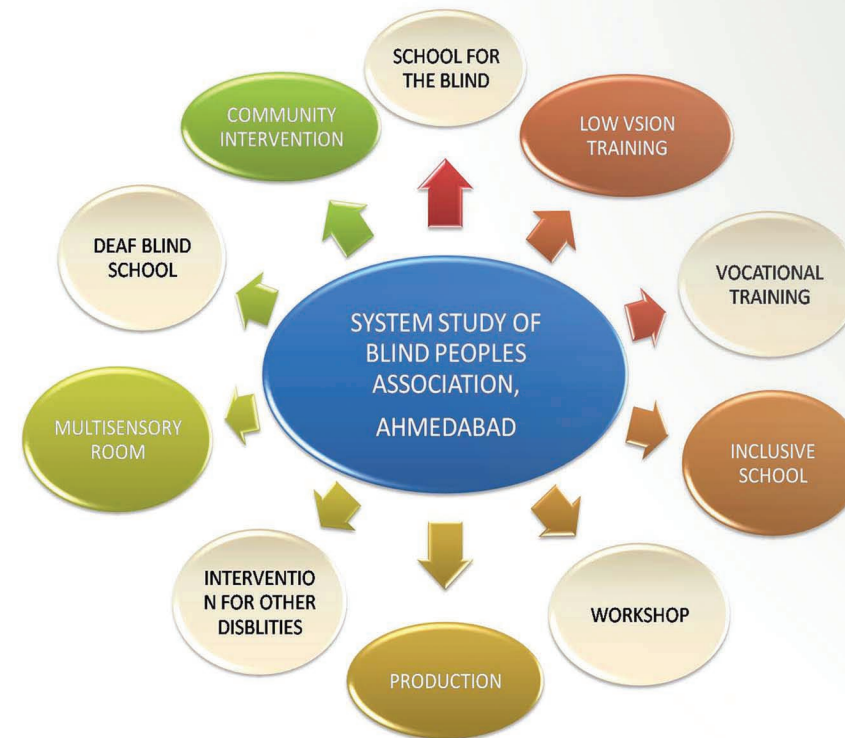 SCHOOL FOR
THE BLIND
LOW VSION
TRAINING
VOCATIONAL
TRAINING
INCLUSIVE
SCHOOL
WORKSHOP
PRODUCTION
INTERVENTIO
N FOR OTHER
DISBLITIES
MULTISENSORY
ROOM
DEAF BLIND
SCHOOL
COMMUNITY
INTERVENTION
SYSTEM STUDY OF
BLIND PEOPLES
ASSOCIATION,
AHMEDABAD